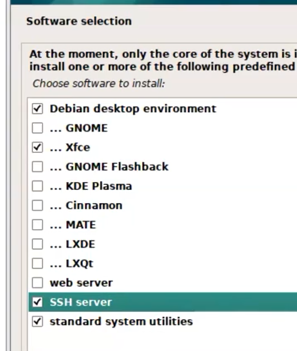 Software selection
At the moment, only the core of the system is i
install one or more of the following predefined
Choose software to install:
Debian desktop environment
... GNOME
... Xfce
... GNOME Flashback
... KDE Plasma
... Cinnamon
... MATE
... LXDE
... LXQt
web server
SSH server
standard system utilities